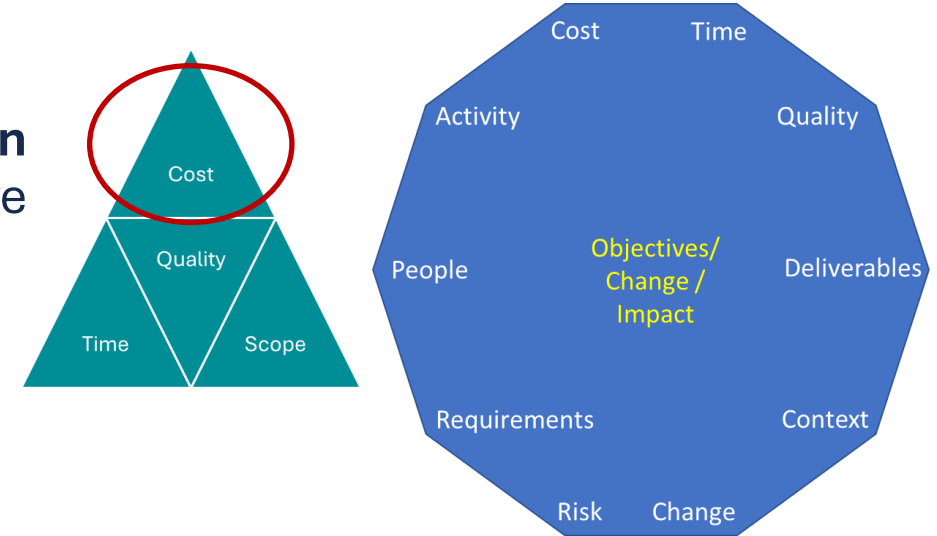 n
e
Cost
Quality
Time
Scope
Cost
Time
Activity
Quality
People
Objectives/
Change /
Impact
Deliverables
Requirements
Context
Risk
Change